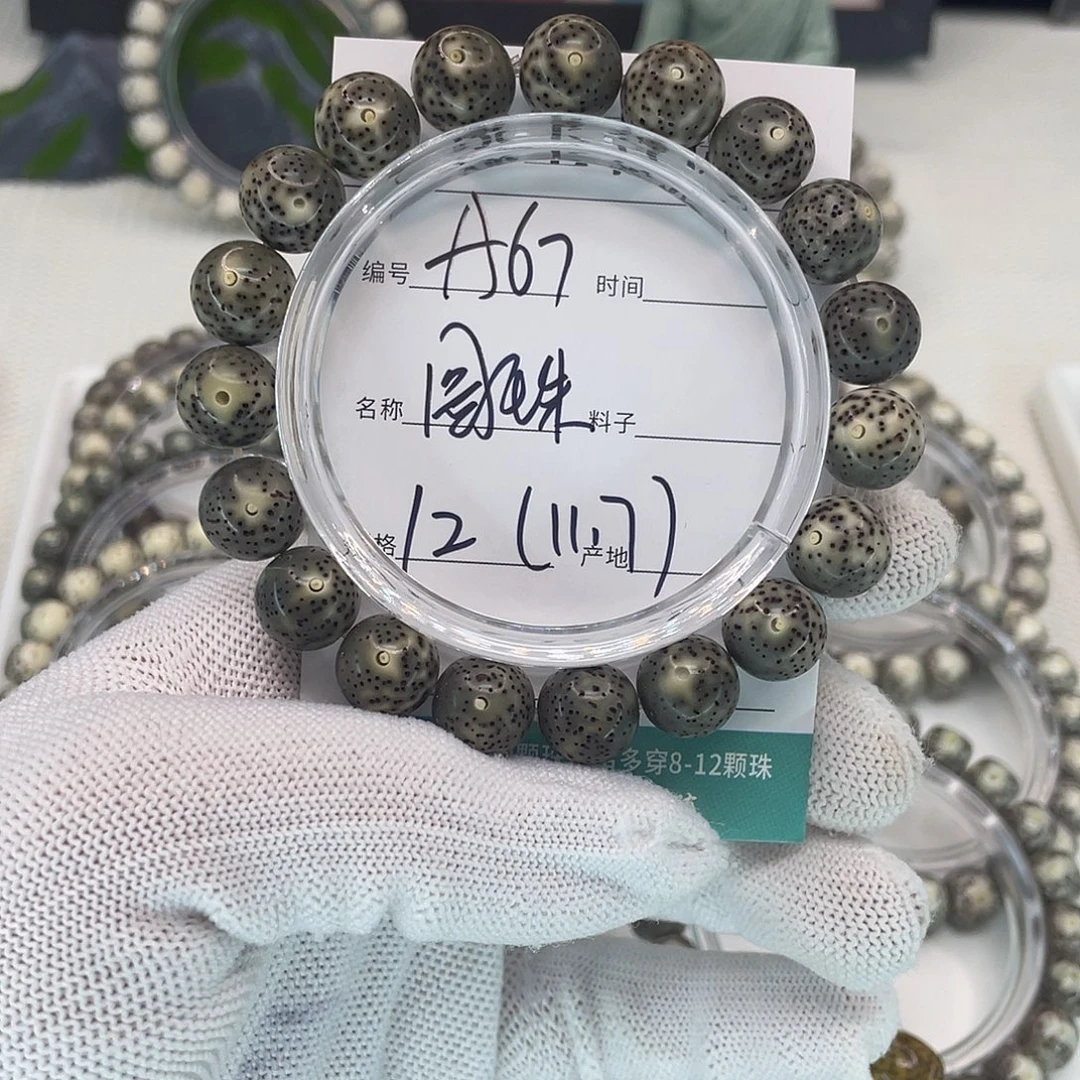 编号 A67 时间
名称 圆珠 料子
格 12 (11.7) 产地
多穿8-12颗珠